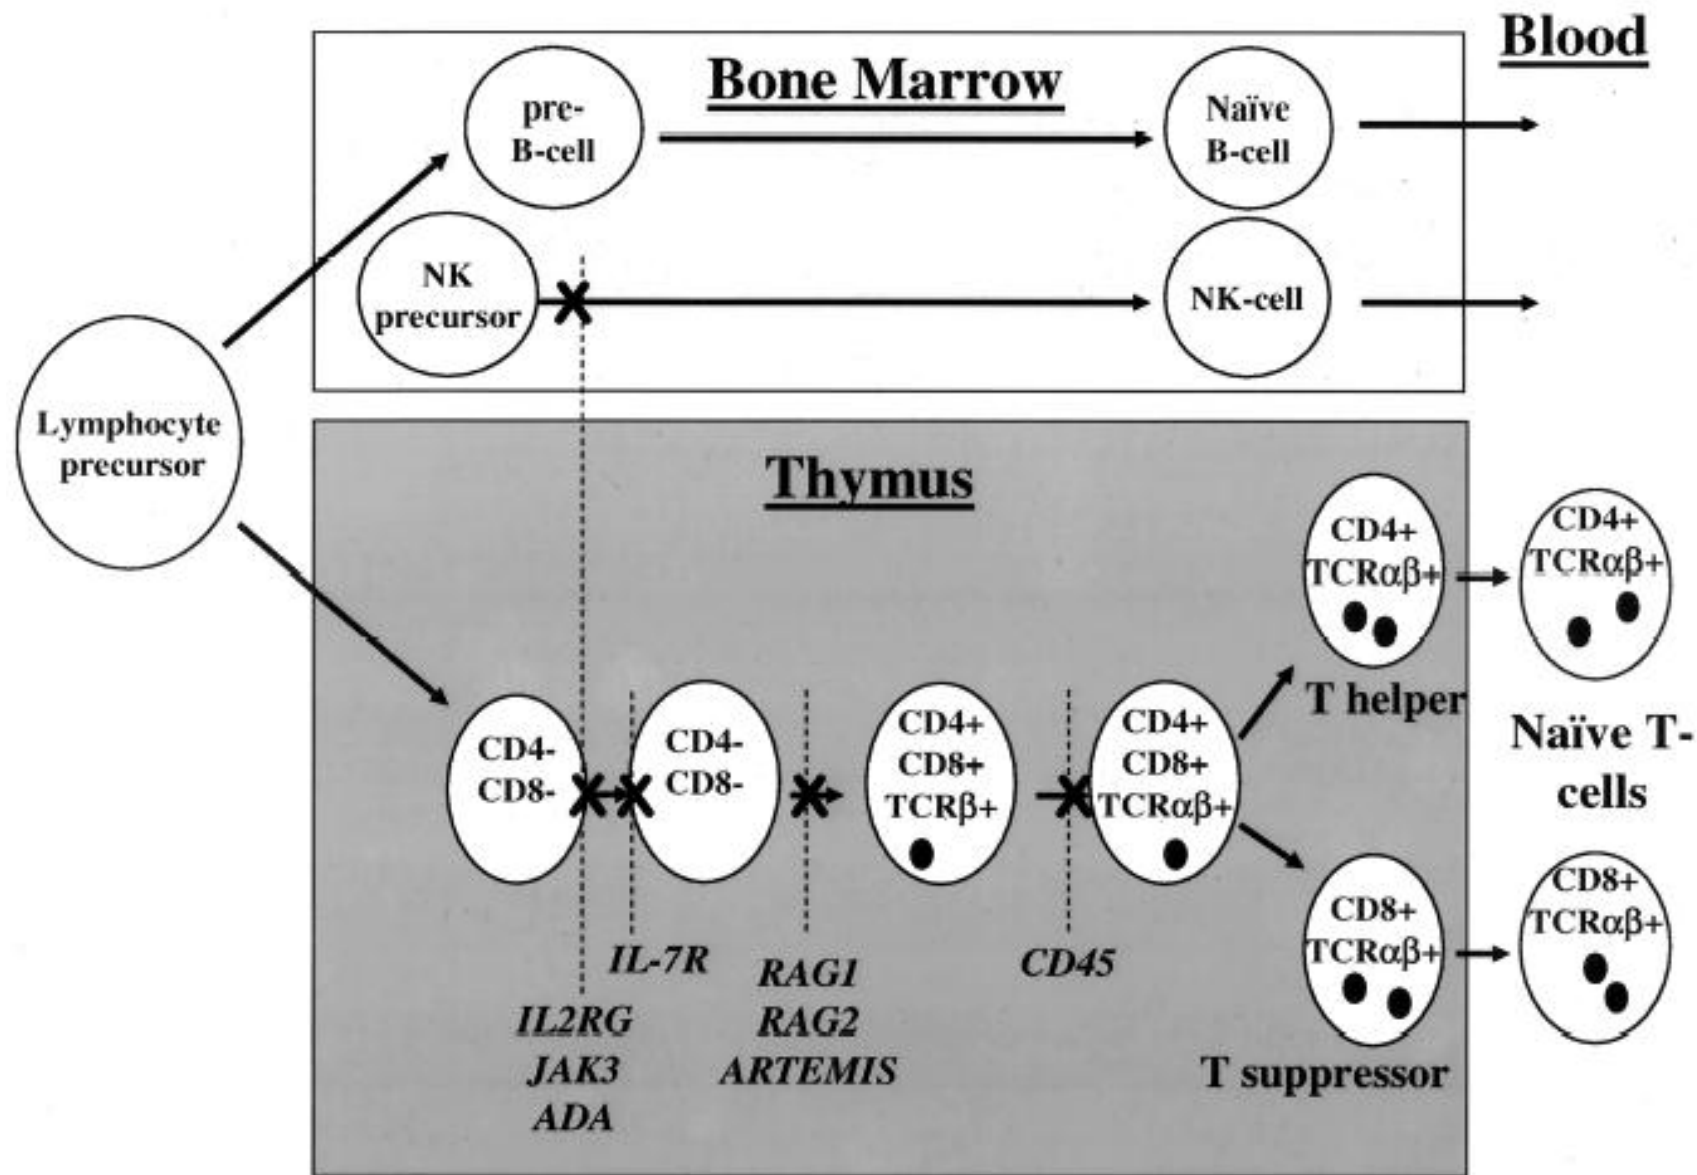 Bone Marrow
Blood
pre-
B-cell
Naïve
B-cell
NK
precursor
NK-cell
Lymphocyte
precursor
Thymus
CD4-
CD8-
CD4-
CD8-
CD4+
CD8+
TCRβ+
CD4+
CD8+
TCRαβ+
CD4+
TCRαβ+
T helper
CD4+
TCRαβ+
Naïve T-
cells
CD8+
TCRαβ+
T suppressor
CD8+
TCRαβ+
IL2RG
JAK3
ADA
IL-7R
RAG1
RAG2
ARTEMIS
CD45